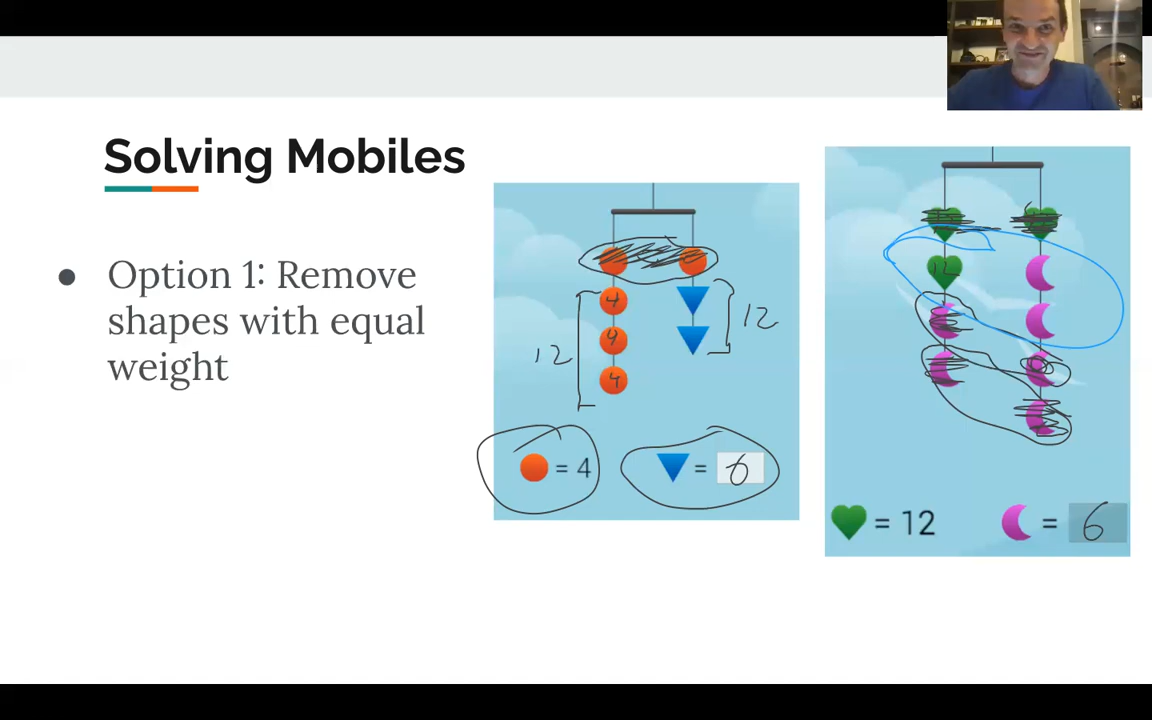 Solving Mobiles
● Option 1: Remove
shapes with equal
weight
4
4
4
12
12
= 4
= 6
12
= 12
= 6